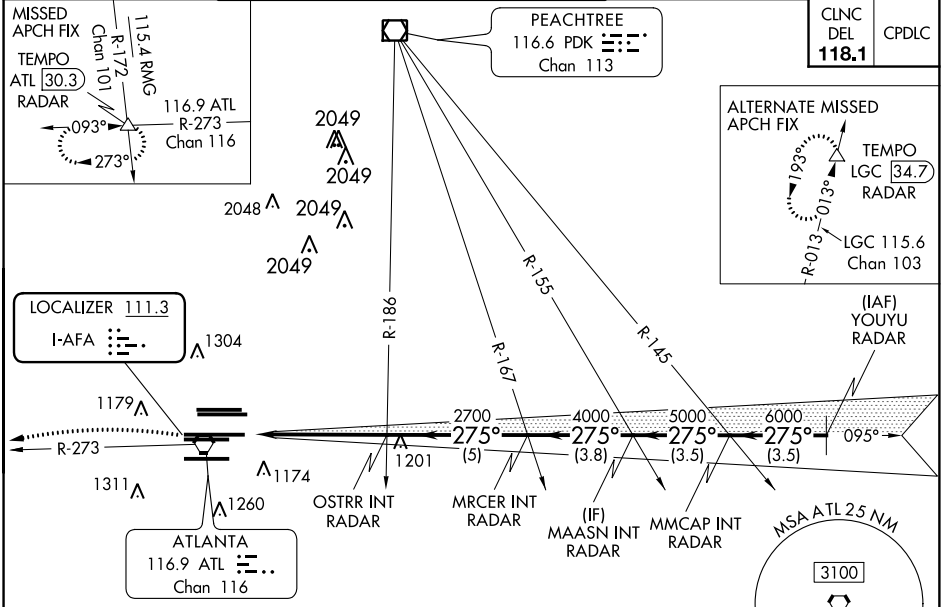 MISSED
APCH FIX
TEMPO
ATL 30.3
RADAR
115.4 RMG
R-172
Chan 101
116.9 ATL
R-273
Chan 116
093°
273°
PEACHTREE
116.6 PDK
Chan 113
CLNC
DEL
118.1
CPDLC
ALTERNATE MISSED
APCH FIX
TEMPO
LGC 34.7
RADAR
193°
013°
R-013
LGC 115.6
Chan 103
2049
2049
2048
2049
2049
R-186
R-167
R-155
R-145
LOCALIZER 111.3
I-AFA
1304
1179
R-273
1311
1260
1174
1201
(IAF)
YOUYU
RADAR
2700
4000
5000
6000
275°
275°
275°
275°
095°
(5)
(3.8)
(3.5)
(3.5)
OSTRR INT
RADAR
MRCER INT
RADAR
(IF)
MAASN INT
RADAR
MMCAP INT
RADAR
ATLANTA
116.9 ATL
Chan 116
MSA ATL 25 NM
3100